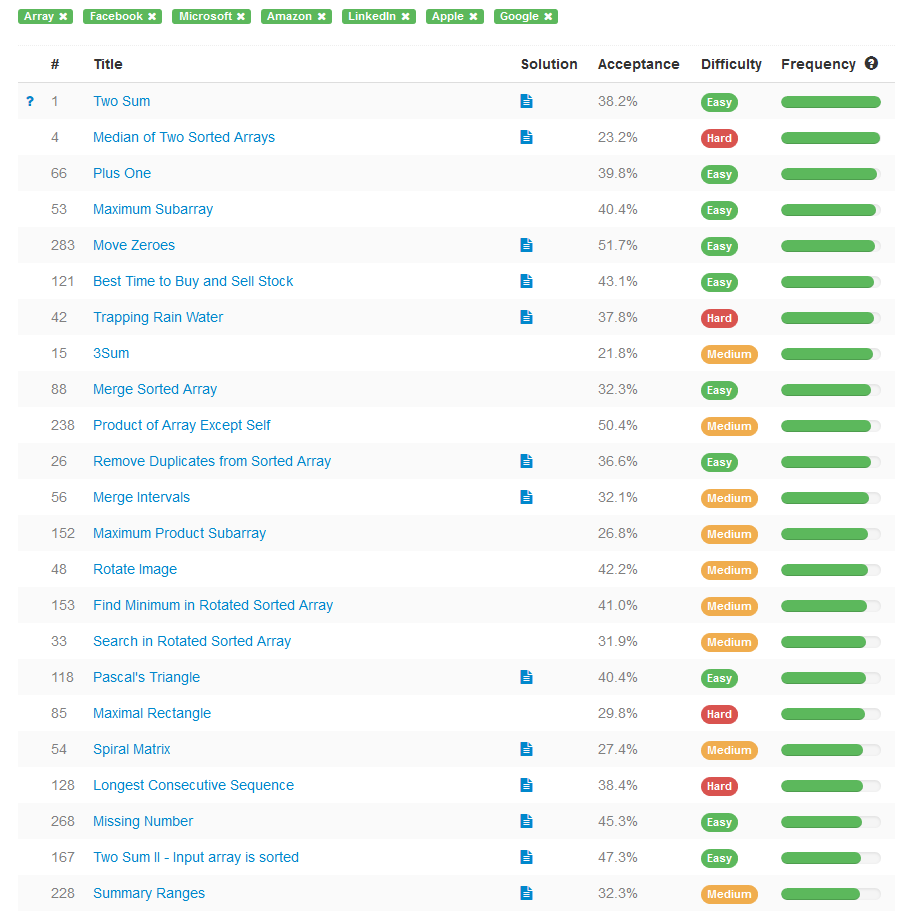 Array ✖ Facebook ✖ Microsoft ✖ Amazon ✖ LinkedIn ✖ Apple ✖ Google ✖
# Title Solution Acceptance Difficulty Frequency ?
? 1 Two Sum 38.2% Easy
4 Median of Two Sorted Arrays 23.2% Hard
66 Plus One 39.8% Easy
53 Maximum Subarray 40.4% Easy
283 Move Zeroes 51.7% Easy
121 Best Time to Buy and Sell Stock 43.1% Easy
42 Trapping Rain Water 37.8% Hard
15 3Sum 21.8% Medium
88 Merge Sorted Array 32.3% Easy
238 Product of Array Except Self 50.4% Medium
26 Remove Duplicates from Sorted Array 36.6% Easy
56 Merge Intervals 32.1% Medium
152 Maximum Product Subarray 26.8% Medium
48 Rotate Image 42.2% Medium
153 Find Minimum in Rotated Sorted Array 41.0% Medium
33 Search in Rotated Sorted Array 31.9% Medium
118 Pascal's Triangle 40.4% Easy
85 Maximal Rectangle 29.8% Hard
54 Spiral Matrix 27.4% Medium
128 Longest Consecutive Sequence 38.4% Hard
268 Missing Number 45.3% Easy
167 Two Sum II - Input array is sorted 47.3% Easy
228 Summary Ranges 32.3% Medium